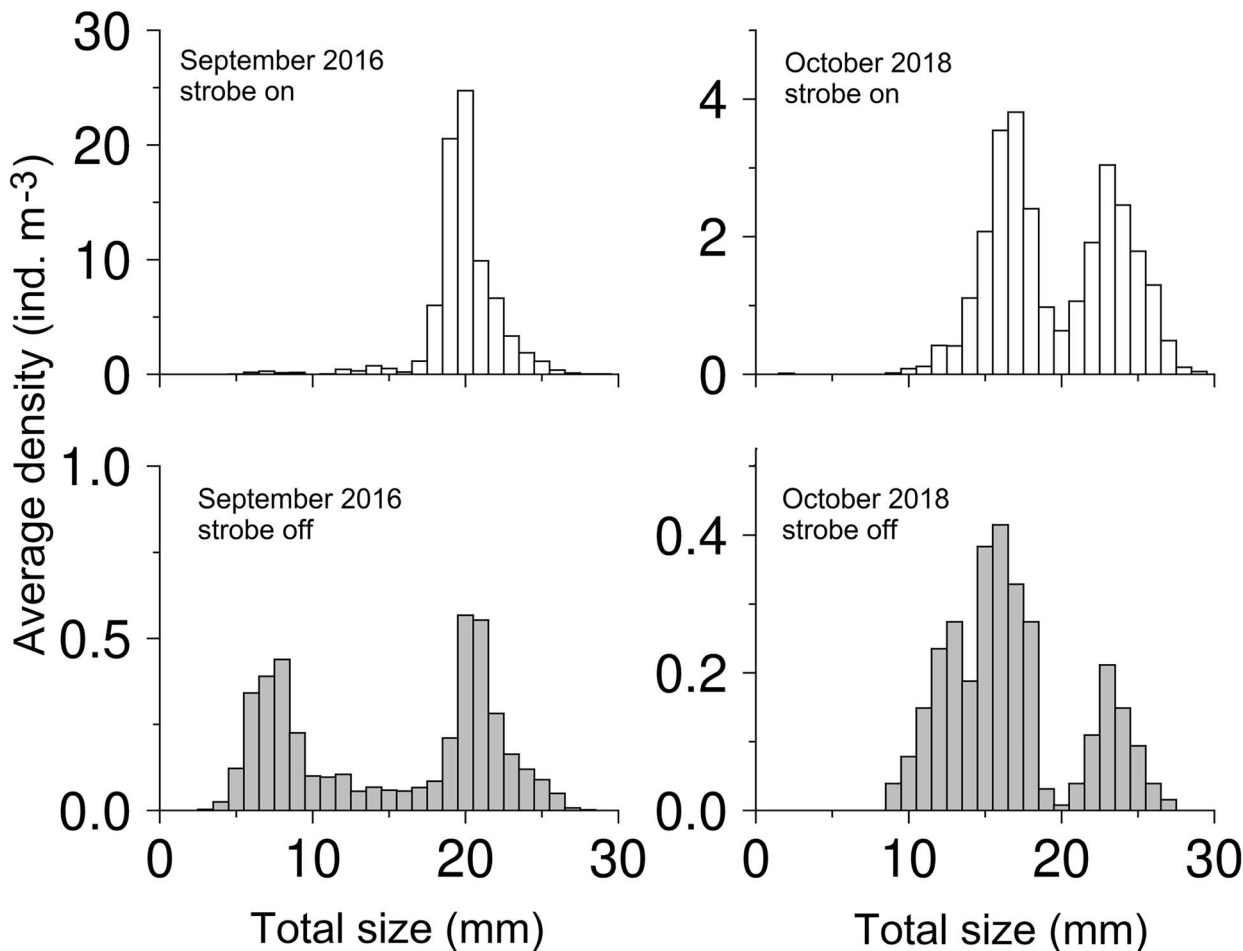 Average density (ind. m-3)
30
20
10
0
September 2016
strobe on
4
2
0
October 2018
strobe on
1.0
0.5
0.0
September 2016
strobe off
0 10 20 30
0.4
0.2
0.0
October 2018
strobe off
0 10 20 30
Total size (mm)
Total size (mm)